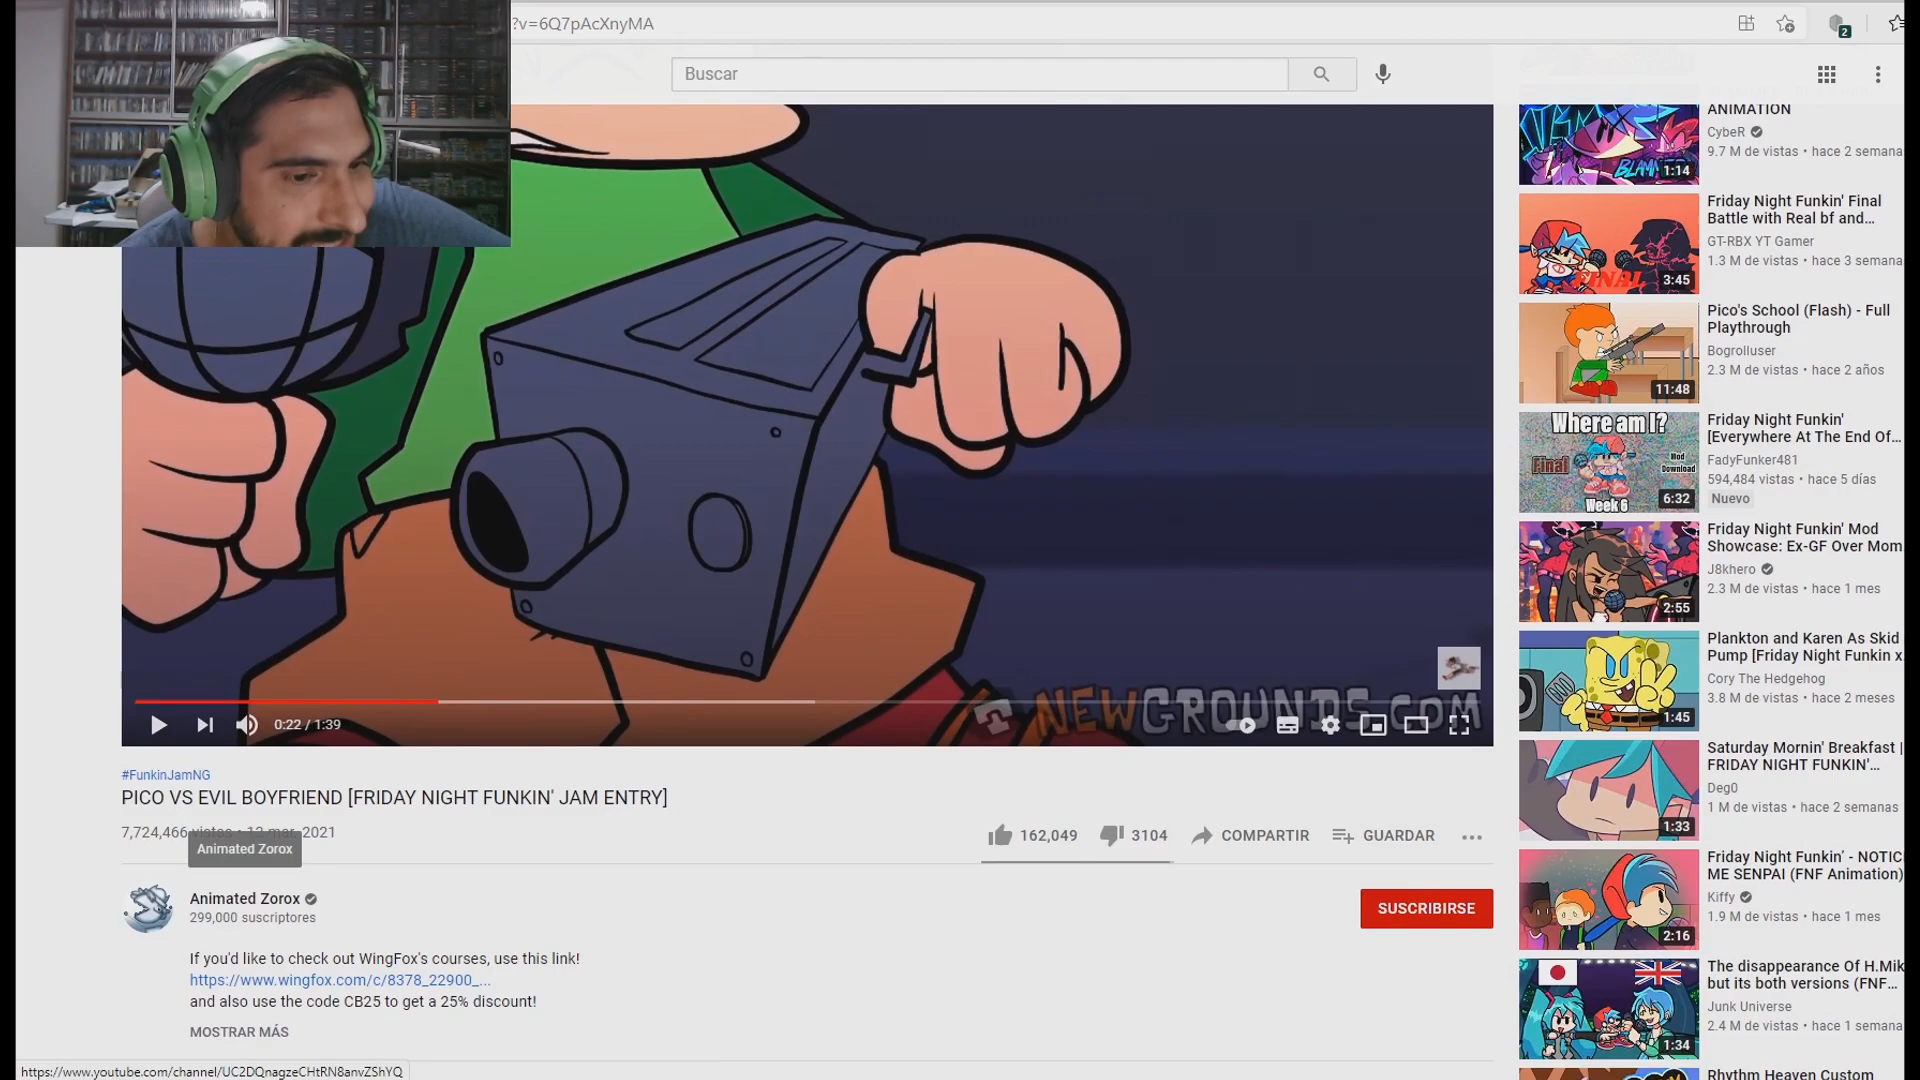 ?v=6Q7pAcXnyMA
2
Buscar
NEWGROUNDS.COM
0:22 / 1:39
#FunkinJamNG
PICO VS EVIL BOYFRIEND [FRIDAY NIGHT FUNKIN' JAM ENTRY]
7,724,466 vistas • 12 mar. 2021
Animated Zorox
162,049
3104
COMPARTIR
GUARDAR
Animated Zorox
299,000 suscriptores
SUSCRIBIRSE
If you'd like to check out WingFox's courses, use this link!
https://www.wingfox.com/c/8378_22900_...
and also use the code CB25 to get a 25% discount!
MOSTRAR MÁS
https://www.youtube.com/channel/UC2DQnagzeCHtRN8anvZShYQ
ANIMATION
CybeR
9.7 M de vistas • hace 2 semana
BLAMM
1:14
Friday Night Funkin' Final
Battle with Real bf and...
GT-RBX YT Gamer
1.3 M de vistas • hace 3 semana
FINAL
3:45
Pico's School (Flash) - Full
Playthrough
Bogrolluser
2.3 M de vistas • hace 2 años
11:48
Friday Night Funkin'
[Everywhere At The End Of...
FadyFunker481
594,484 vistas • hace 5 días
Nuevo
Where am I?
Final
Mod
Download
Week 6
6:32
Friday Night Funkin' Mod
Showcase: Ex-GF Over Mom
J8khero
2.3 M de vistas • hace 1 mes
2:55
Plankton and Karen As Skid
Pump [Friday Night Funkin x
Cory The Hedgehog
3.8 M de vistas • hace 2 meses
1:45
Saturday Mornin' Breakfast |
FRIDAY NIGHT FUNKIN'...
Deg0
1 M de vistas • hace 2 semanas
1:33
Friday Night Funkin' - NOTIC
ME SENPAI (FNF Animation)
Kiffy
1.9 M de vistas • hace 1 mes
2:16
The disappearance Of H.Mik
but its both versions (FNF...
Junk Universe
2.4 M de vistas • hace 1 semana
1:34
Rhythm Heaven Custom